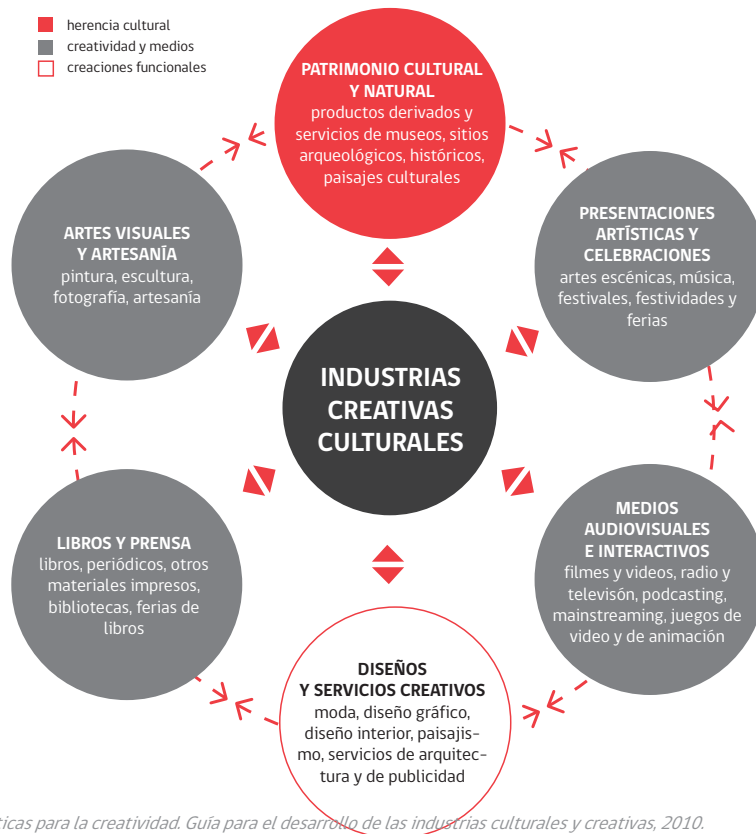 herencia cultural
creatividad y medios
creaciones funcionales
PATRIMONIO CULTURAL
Y NATURAL
productos derivados y
servicios de museos, sitios
arqueológicos, históricos,
paisajes culturales
ARTES VISUALES
Y ARTESANÍA
pintura, escultura,
fotografía, artesanía
PRESENTACIONES
ARTÍSTICAS Y
CELEBRACIONES
artes escénicas, música,
festivales, festividades y
ferias
INDUSTRIAS
CREATIVAS
CULTURALES
LIBROS Y PRENSA
libros, periódicos, otros
materiales impresos,
bibliotecas, ferias de
libros
MEDIOS
AUDIOVISUALES
E INTERACTIVOS
filmes y videos, radio y
televisón, podcasting,
mainstreaming, juegos de
video y de animación
DISEÑOS
Y SERVICIOS CREATIVOS
moda, diseño gráfico,
diseño interior, paisajis-
mo, servicios de arquitec-
tura y de publicidad
ticas para la creatividad. Guía para el desarrollo de las industrias culturales y creativas, 2010.